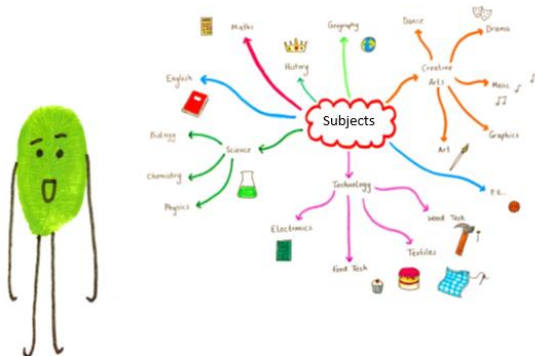 Maths
Geography
Dance
Drama
History
Creative
Arts
English
Music
Subjects
Biology
Science
Graphics
Art
Chemistry
Technology
P.E.
Physics
Electronics
Wood Tech
Textiles
Food Tech